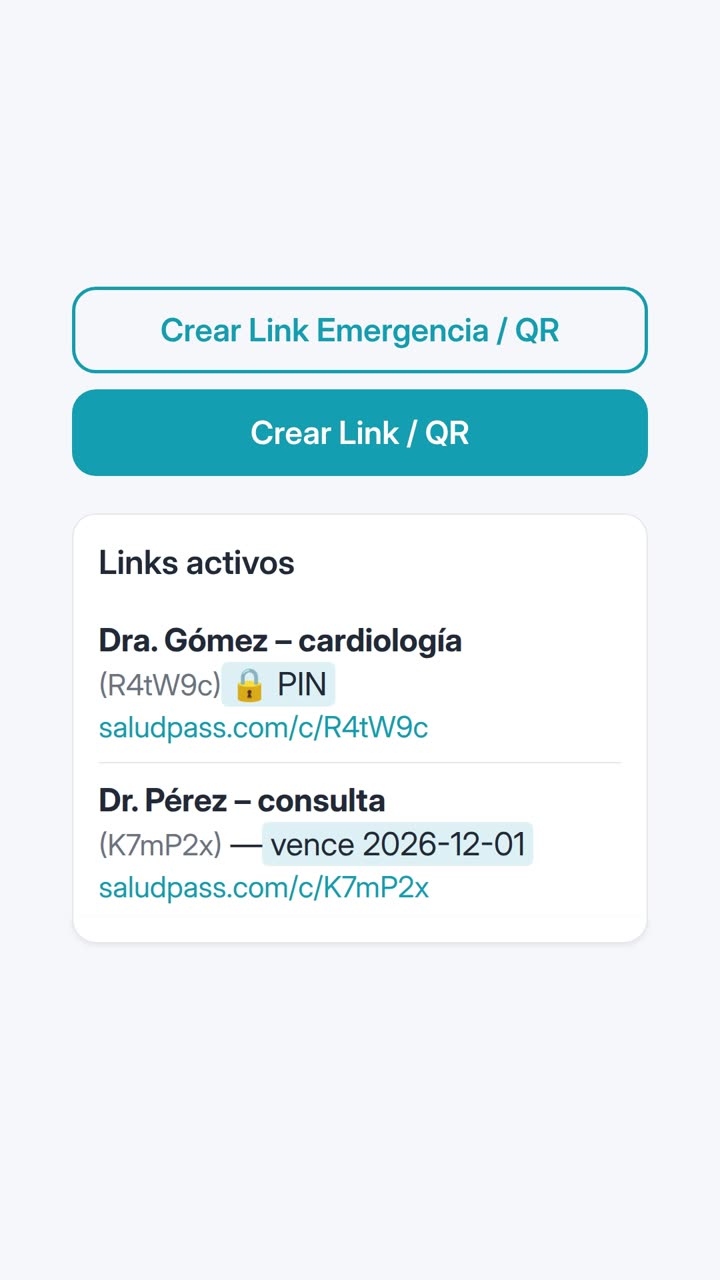 Crear Link Emergencia / QR
Crear Link / QR
Links activos
Dra. Gómez – cardiología
(R4tW9c) 🔒 PIN
saludpass.com/c/R4tW9c
Dr. Pérez – consulta
(K7mP2x) — vence 2026-12-01
saludpass.com/c/K7mP2x